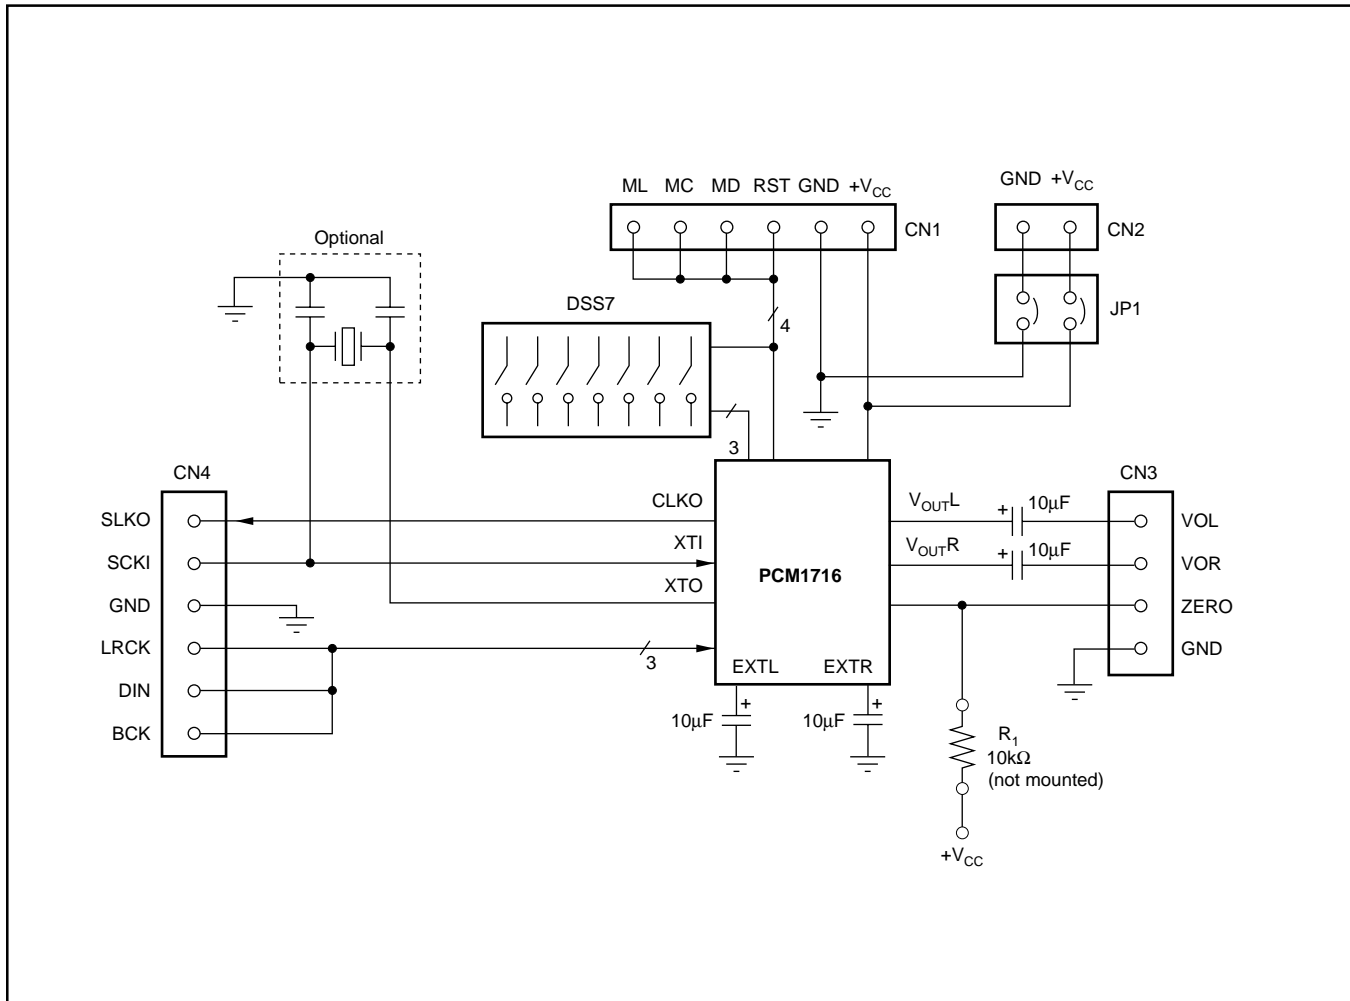 ML MC MD RST GND +VCC
CN1
GND +VCC
CN2
Optional
DSS7
JP1
4
3
CN4
CN3
SLKO
CLKO
VOUTL
+ 10µF
VOL
SCKI
XTI
VOUTR
+ 10µF
VOR
PCM1716
GND
XTO
ZERO
LRCK
3
EXTL
EXTR
GND
DIN
10µF +
10µF +
BCK
R1
10kΩ
(not mounted)
+VCC